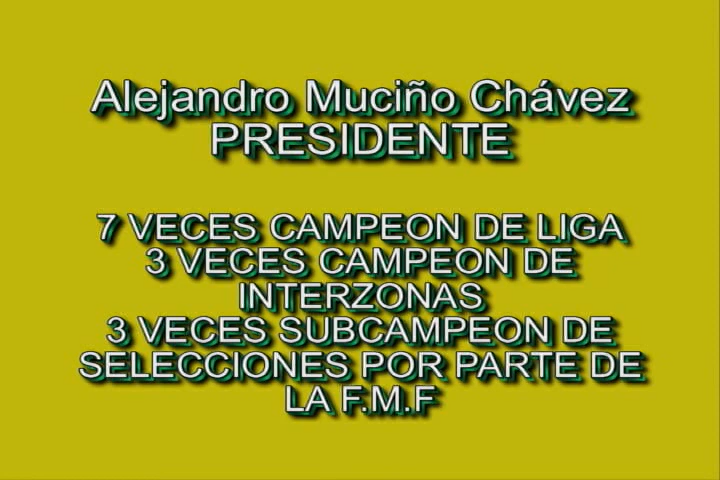 Alejandro Muciño Chávez
PRESIDENTE
7 VECES CAMPEON DE LIGA
3 VECES CAMPEON DE
INTERZONAS
3 VECES SUBCAMPEON DE
SELECCIONES POR PARTE DE
LA F.M.F